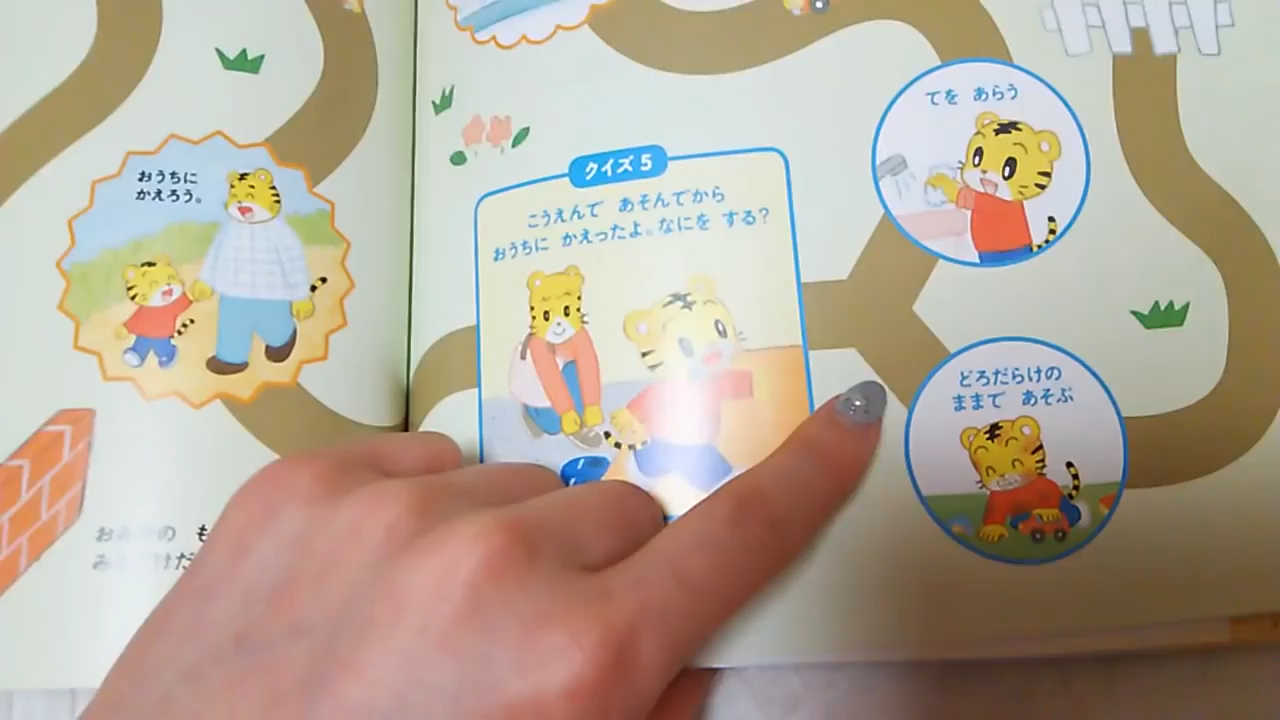 おうちに
かえろう。
クイズ5
こうえんで あそんでから
おうちに かえったよ。なにを する?
てを あらう
どろだらけの
ままで あそぶ